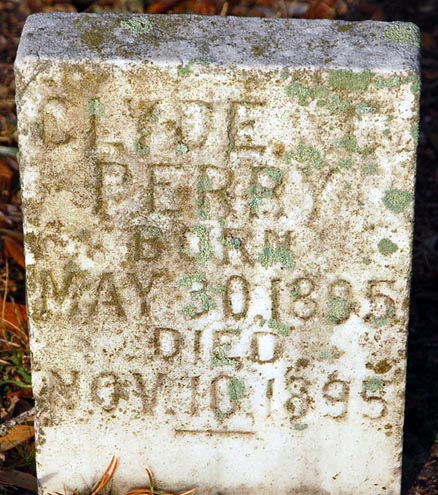 CLYDE. C
PERRY
BORN
MAY 30,1895
DIED
NOV.10,1895